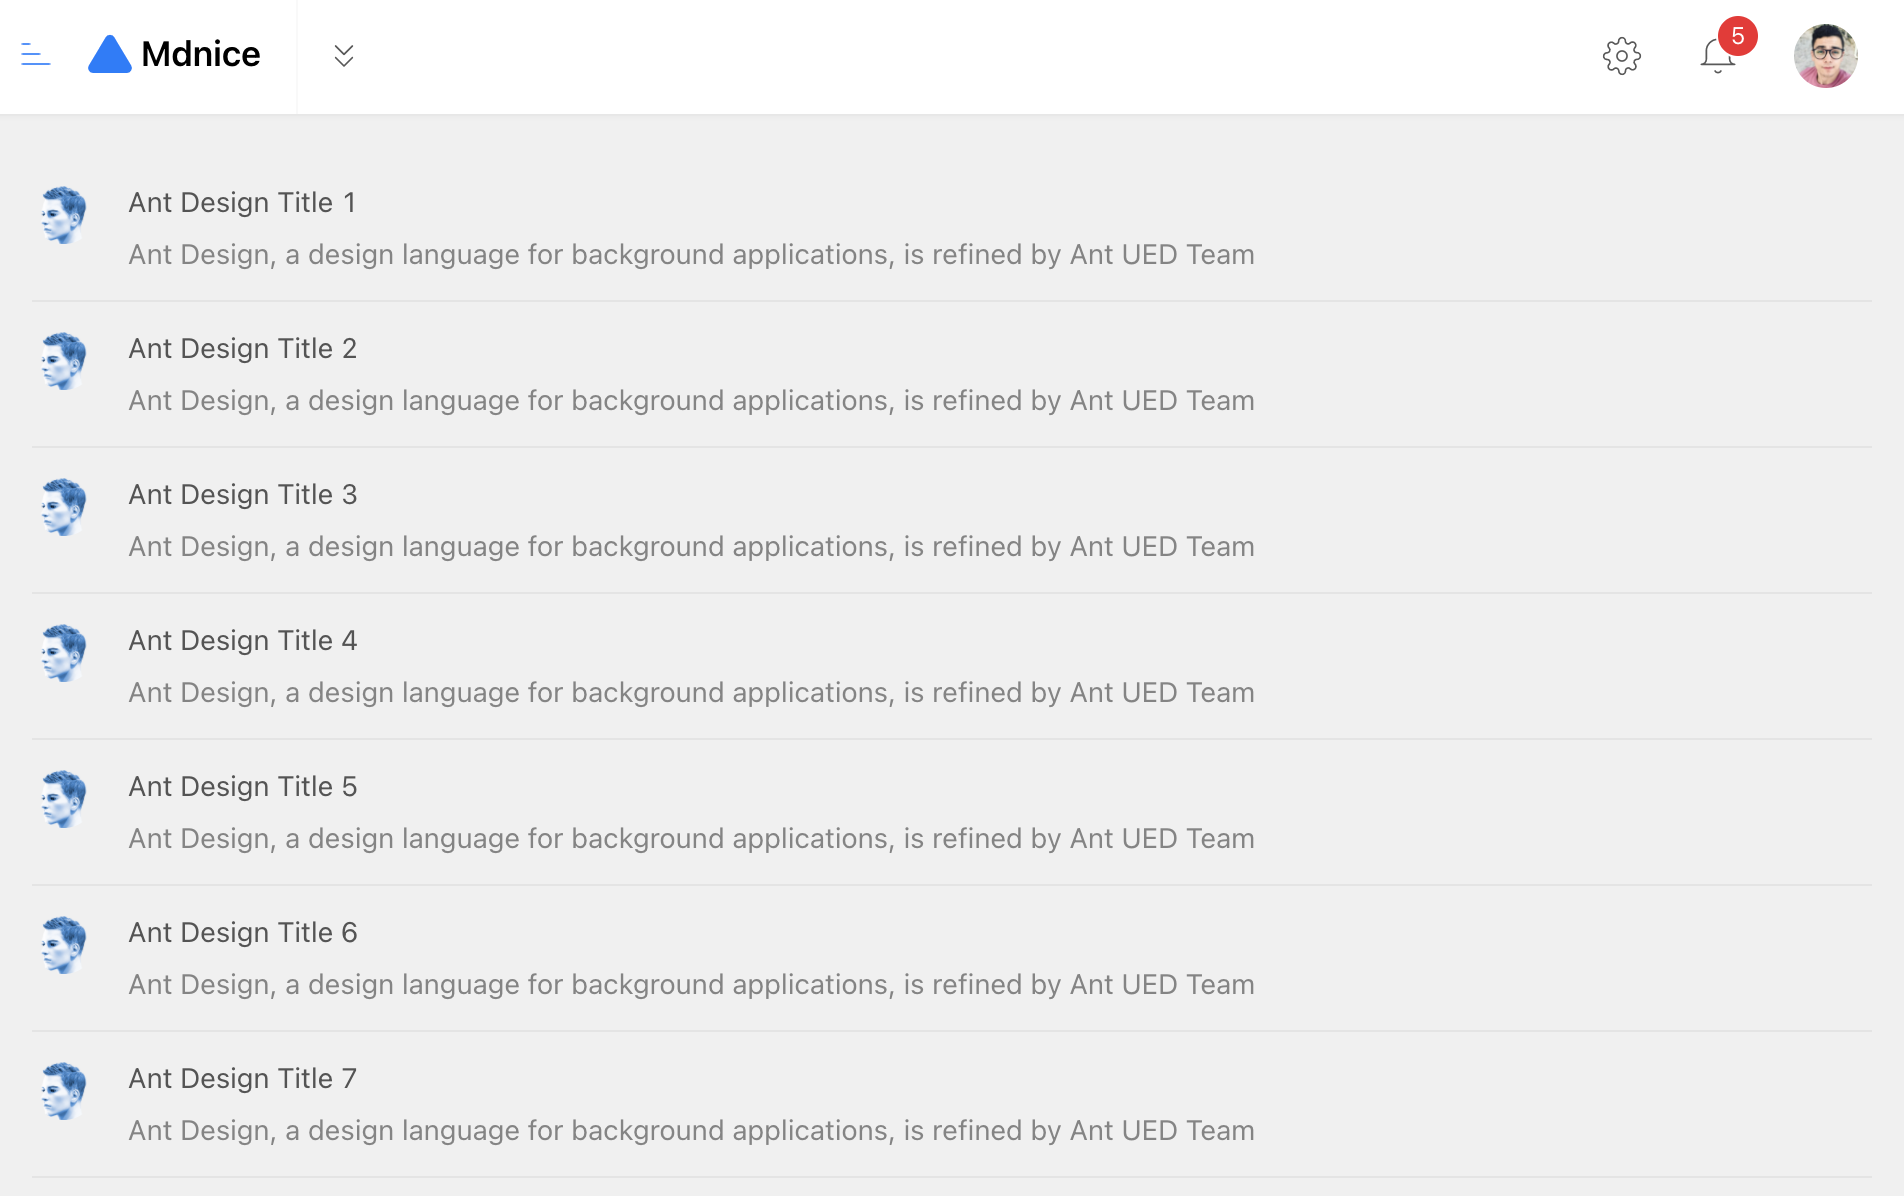 Mdnice
5
Ant Design Title 1
Ant Design, a design language for background applications, is refined by Ant UED Team
Ant Design Title 2
Ant Design, a design language for background applications, is refined by Ant UED Team
Ant Design Title 3
Ant Design, a design language for background applications, is refined by Ant UED Team
Ant Design Title 4
Ant Design, a design language for background applications, is refined by Ant UED Team
Ant Design Title 5
Ant Design, a design language for background applications, is refined by Ant UED Team
Ant Design Title 6
Ant Design, a design language for background applications, is refined by Ant UED Team
Ant Design Title 7
Ant Design, a design language for background applications, is refined by Ant UED Team